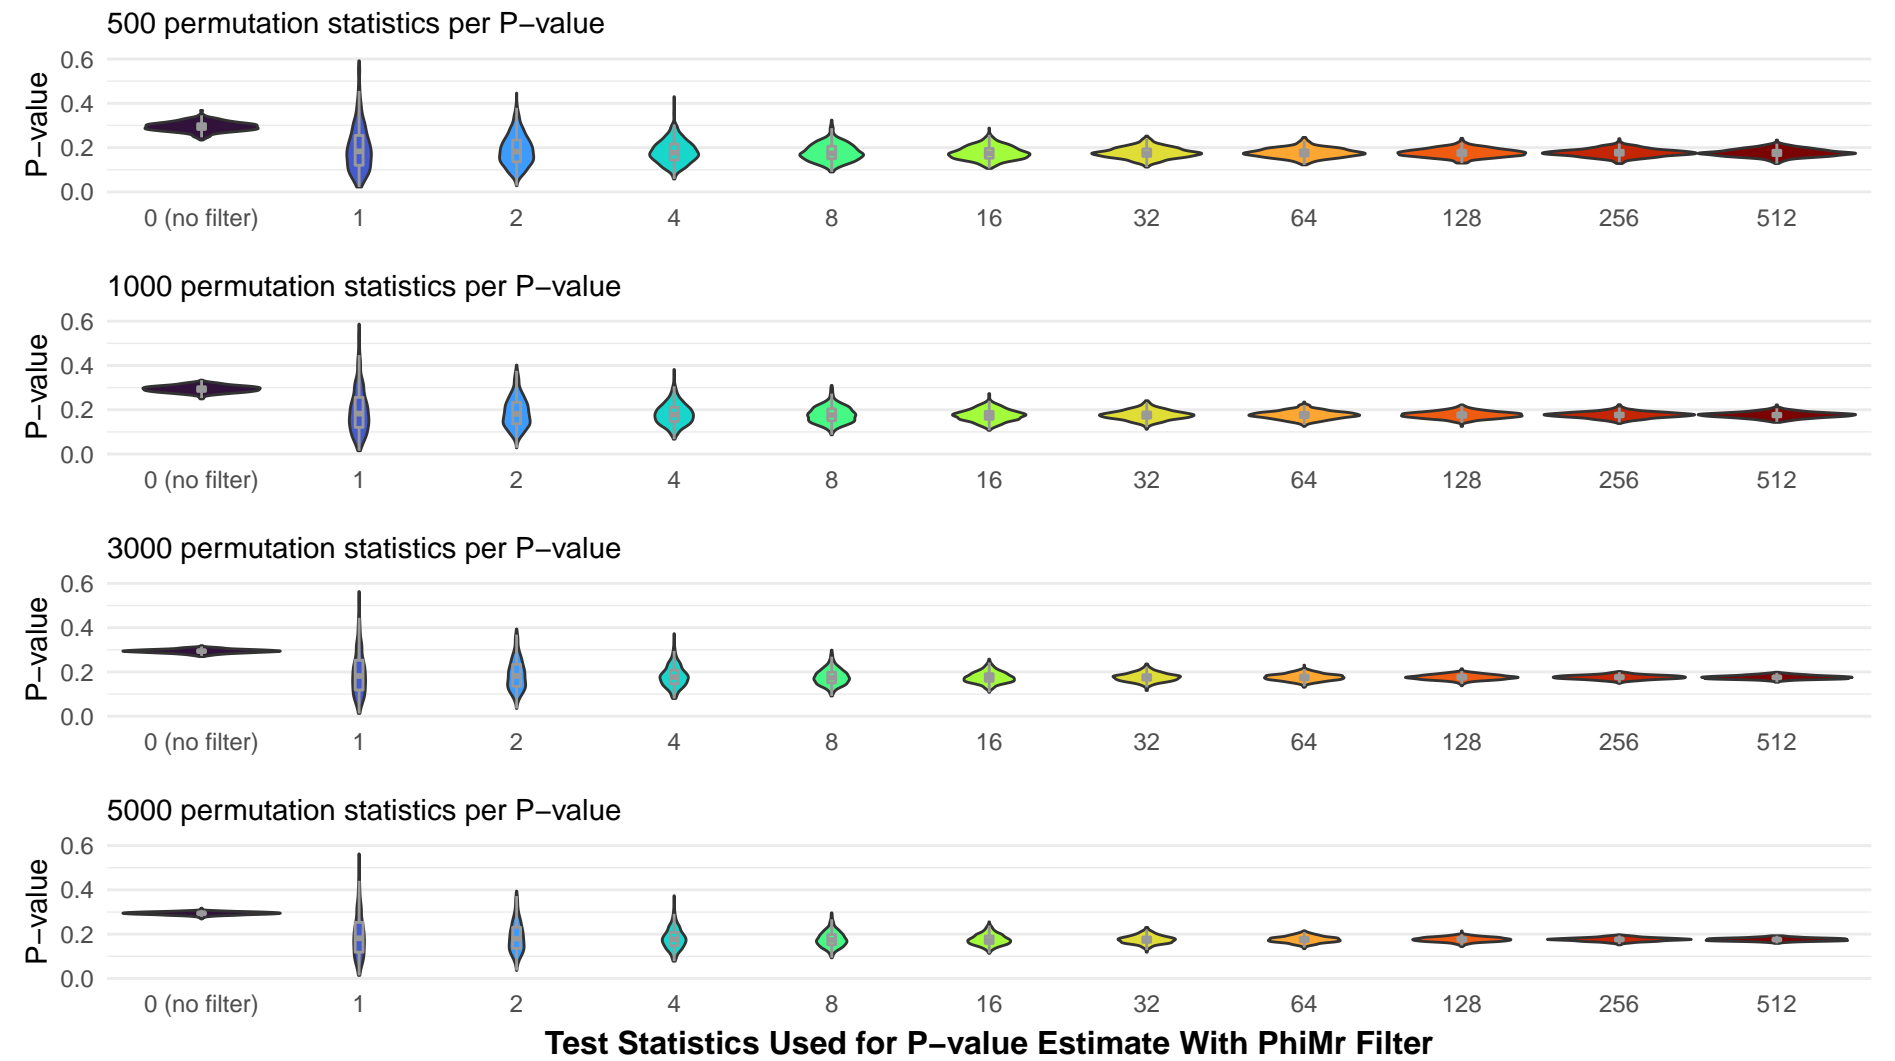 500 permutation statistics per P−value
0.6
0.4
0.2
0.0
P−value
0 (no filter) 1 2 4 8 16 32 64 128 256 512
1000 permutation statistics per P−value
0.6
0.4
0.2
0.0
P−value
0 (no filter) 1 2 4 8 16 32 64 128 256 512
3000 permutation statistics per P−value
0.6
0.4
0.2
0.0
P−value
0 (no filter) 1 2 4 8 16 32 64 128 256 512
5000 permutation statistics per P−value
0.6
0.4
0.2
0.0
P−value
0 (no filter) 1 2 4 8 16 32 64 128 256 512
Test Statistics Used for P−value Estimate With PhiMr Filter